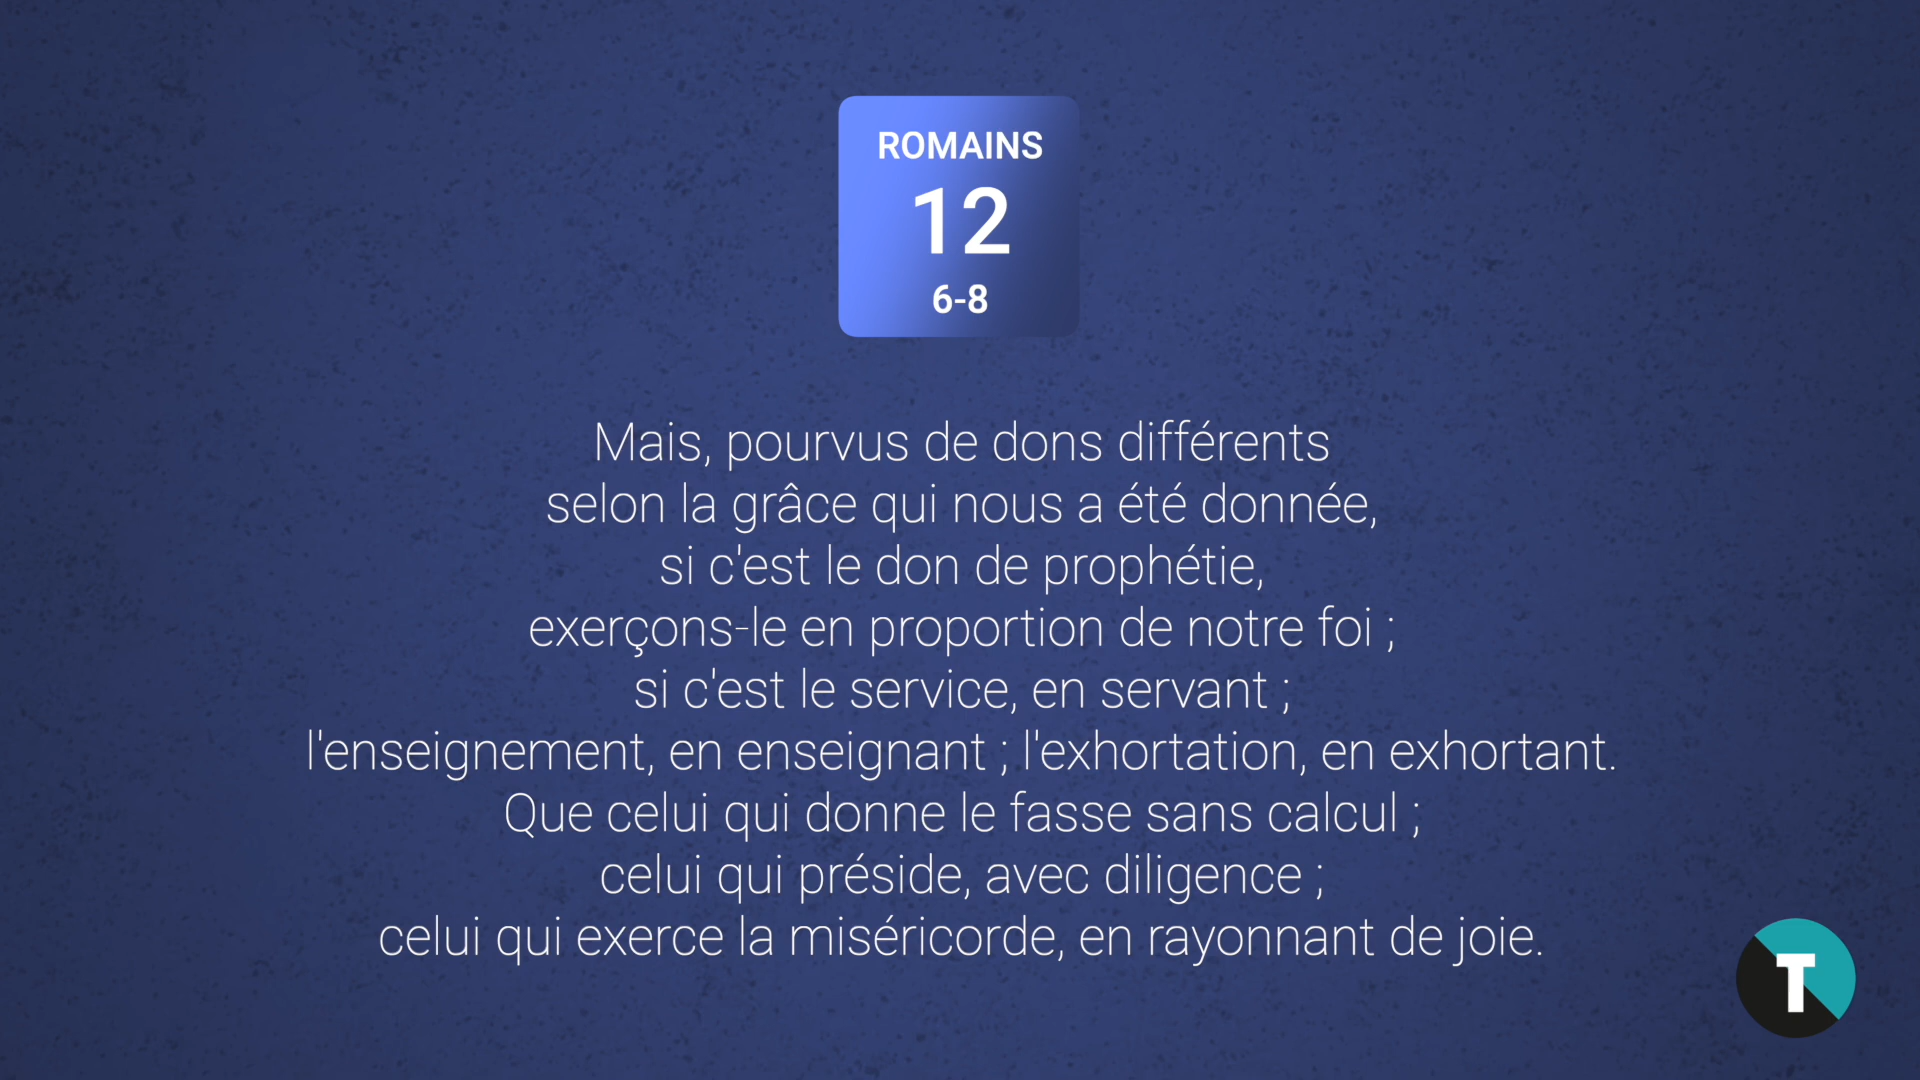 ROMAINS
12
6-8
Mais, pourvus de dons différents
selon la grâce qui nous a été donnée,
si c'est le don de prophétie,
exerçons-le en proportion de notre foi ;
si c'est le service, en servant ;
l'enseignement, en enseignant ; l'exhortation, en exhortant.
Que celui qui donne le fasse sans calcul ;
celui qui préside, avec diligence ;
celui qui exerce la miséricorde, en rayonnant de joie.
T